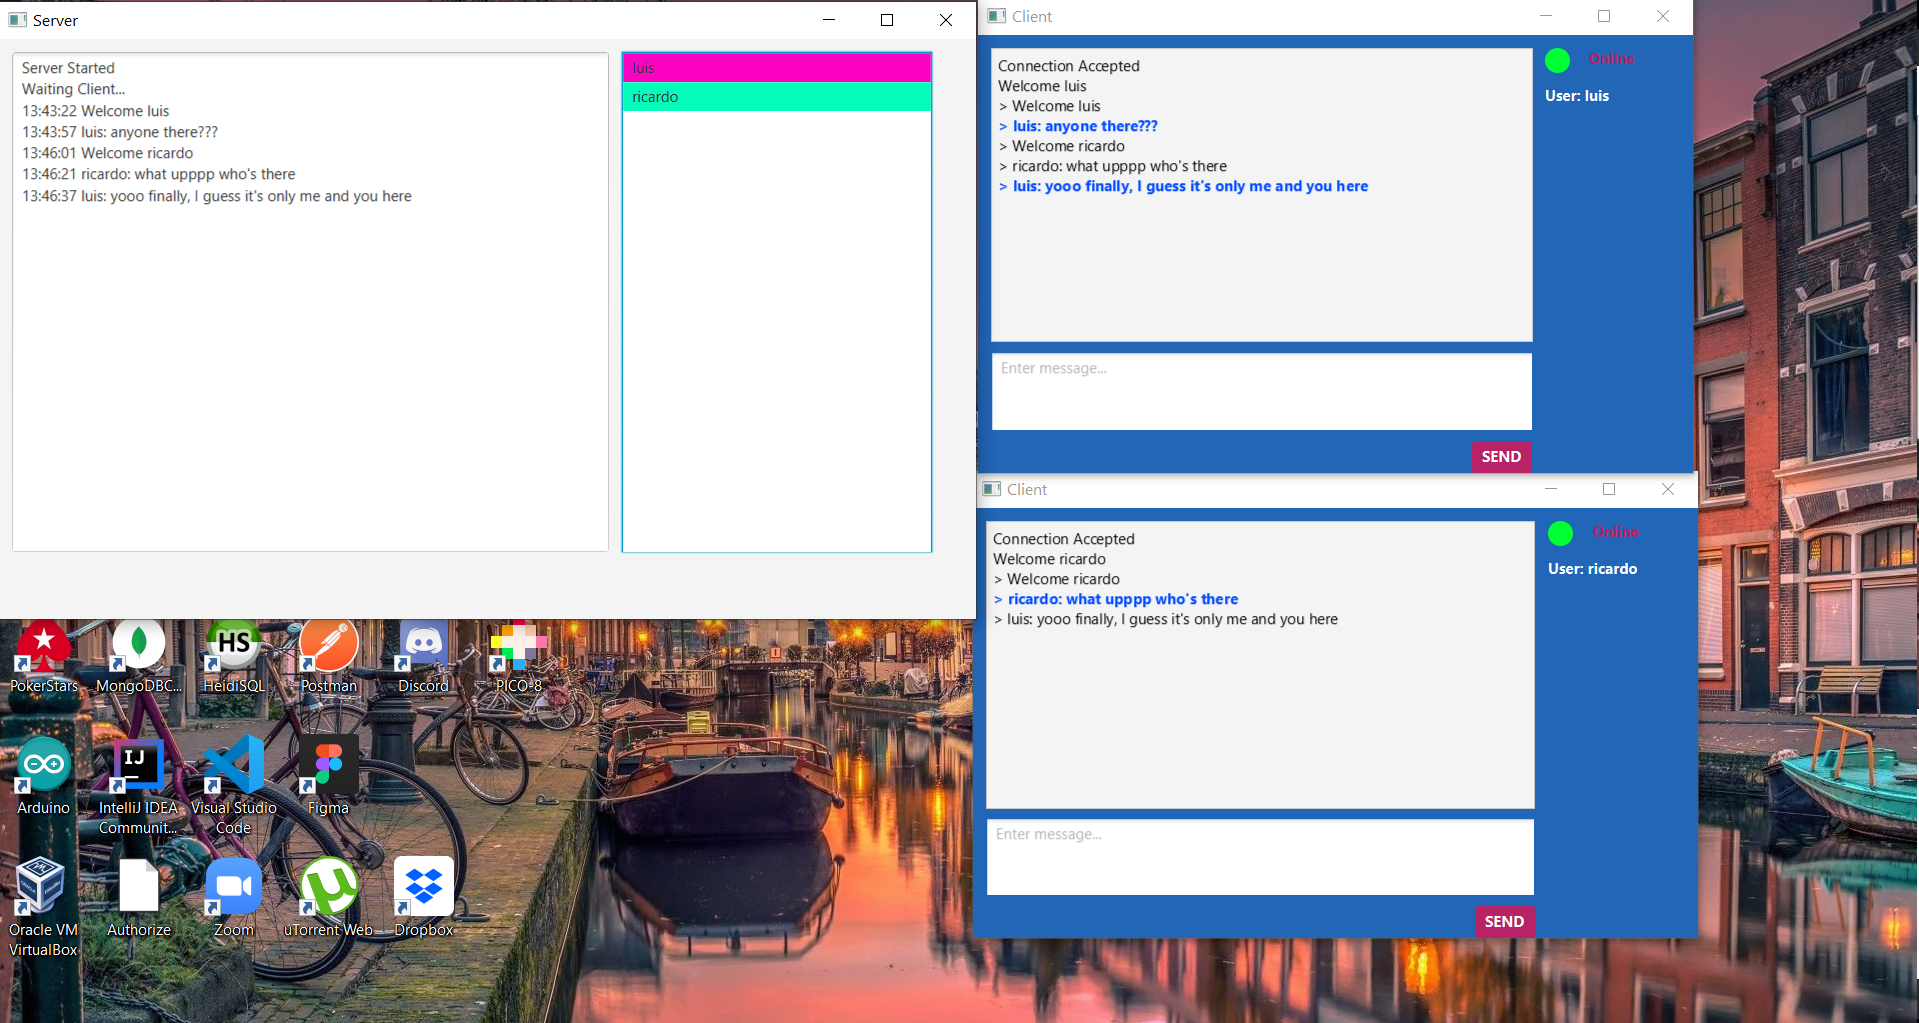 Server
Server Started
Waiting Client...
13:43:22 Welcome luis
13:43:57 luis: anyone there???
13:46:01 Welcome ricardo
13:46:21 ricardo: what upppp who's there
13:46:37 luis: yooo finally, I guess it's only me and you here
luis
ricardo
Client
Connection Accepted
Welcome luis
> Welcome luis
> luis: anyone there???
> Welcome ricardo
> ricardo: what upppp who's there
> luis: yooo finally, I guess it's only me and you here
Online
User: luis
Enter message...
SEND
Client
Connection Accepted
Welcome ricardo
> Welcome ricardo
> ricardo: what upppp who's there
> luis: yooo finally, I guess it's only me and you here
Online
User: ricardo
Enter message...
SEND
HS
PokerStars
MongoDBC...
HeidiSQL
Postman
Discord
PICO-8
IJ
Arduino
IntelliJ IDEA
Communit...
Visual Studio
Code
Figma
Oracle VM
VirtualBox
Authorize
Zoom
uTorrent Web
Dropbox